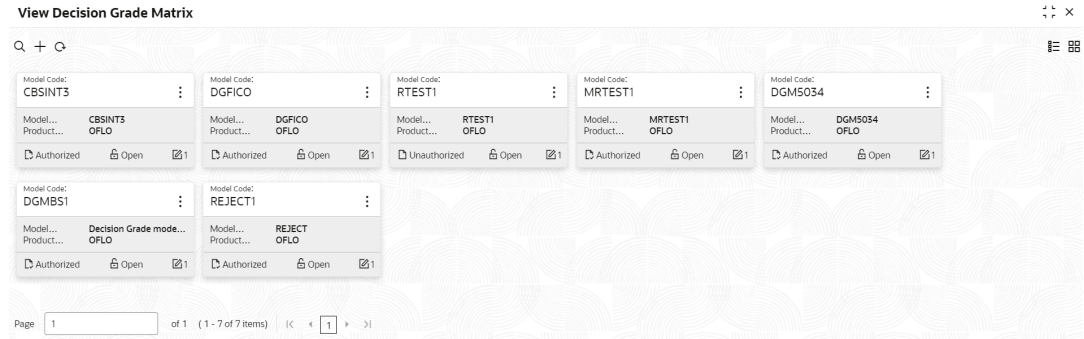 View Decision Grade Matrix
Model Code:
CBSINT3
Model... CBSINT3
Product... OFLO
Authorized Open 1
Model Code:
DGFICO
Model... DGFICO
Product... OFLO
Authorized Open 1
Model Code:
RTEST1
Model... RTEST1
Product... OFLO
Unauthorized Open 1
Model Code:
MRTEST1
Model... MRTEST1
Product... OFLO
Authorized Open 1
Model Code:
DGM5034
Model... DGM5034
Product... OFLO
Authorized Open 1
Model Code:
DGMBS1
Model... Decision Grade mode...
Product... OFLO
Authorized Open 1
Model Code:
REJECT1
Model... REJECT
Product... OFLO
Authorized Open 1
Page 1 of 1 ( 1 - 7 of 7 items) 1